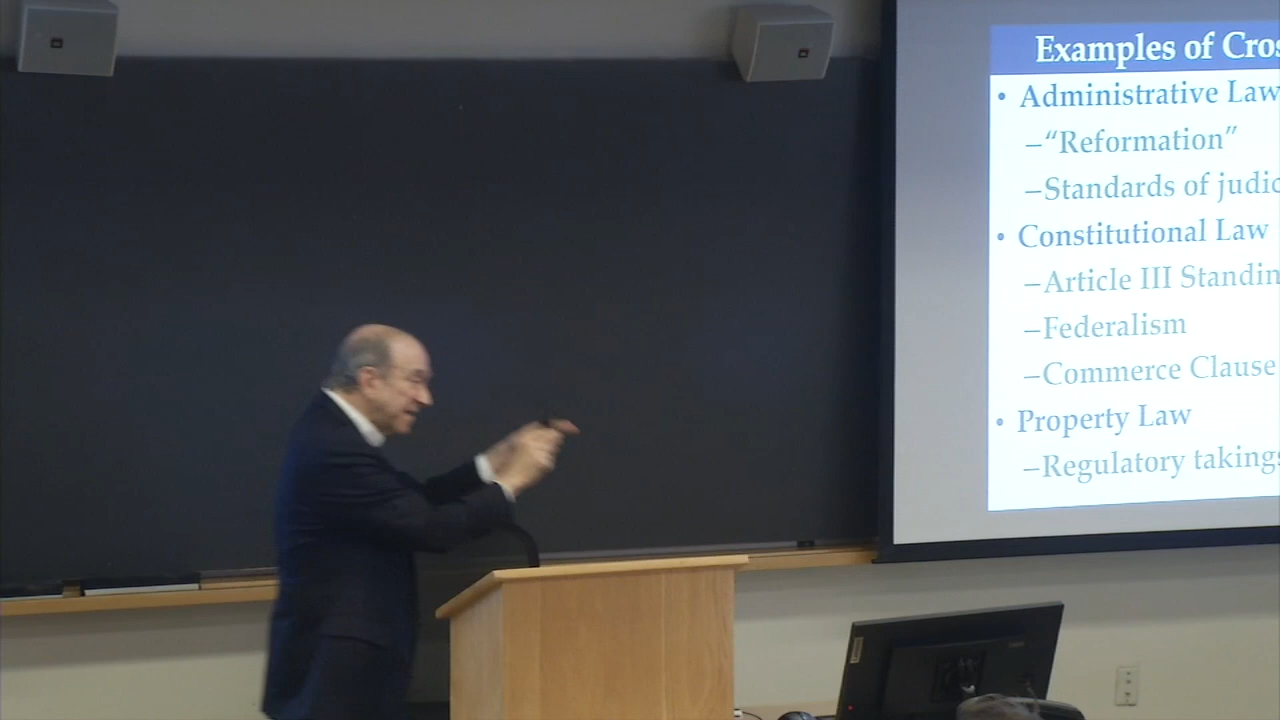 Examples of Cros
• Administrative Law
–“Reformation”
–Standards of judic
• Constitutional Law
–Article III Standin
–Federalism
–Commerce Clause
• Property Law
–Regulatory takings